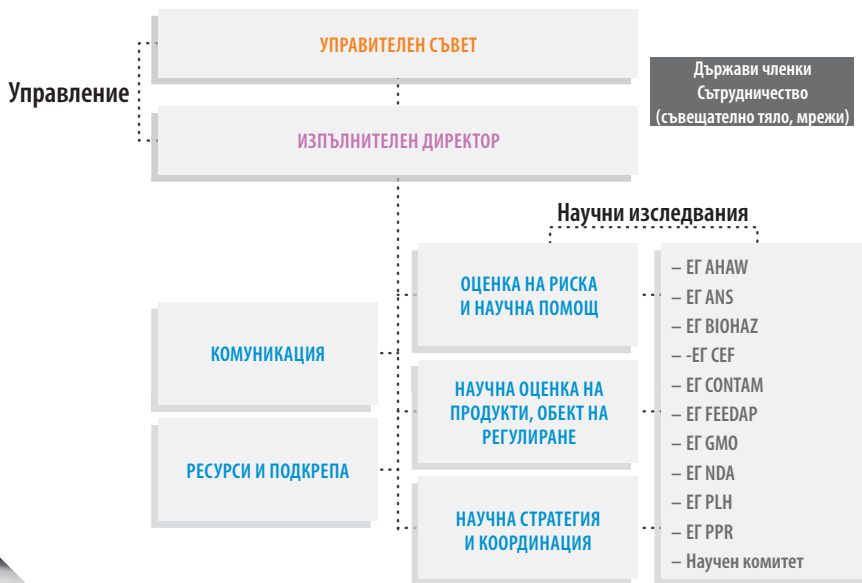 УПРАВИТЕЛЕН СЪВЕТ
Управление
ИЗПЪЛНИТЕЛЕН ДИРЕКТОР
Държави членки
Сътрудничество
(съвещателно тяло, мрежи)
Научни изследвания
ОЦЕНКА НА РИСКА
И НАУЧНА ПОМОЩ
КОМУНИКАЦИЯ
НАУЧНА ОЦЕНКА НА
ПРОДУКТИ, ОБЕКТ НА
РЕГУЛИРАНЕ
РЕСУРСИ И ПОДКРЕПА
НАУЧНА СТРАТЕГИЯ
И КООРДИНАЦИЯ
– ЕГ AHAW
– ЕГ ANS
– ЕГ BIOHAZ
– -ЕГ CEF
– ЕГ CONTAM
– ЕГ FEEDAP
– ЕГ GMO
– ЕГ NDA
– ЕГ PLH
– ЕГ PPR
– Научен комитет